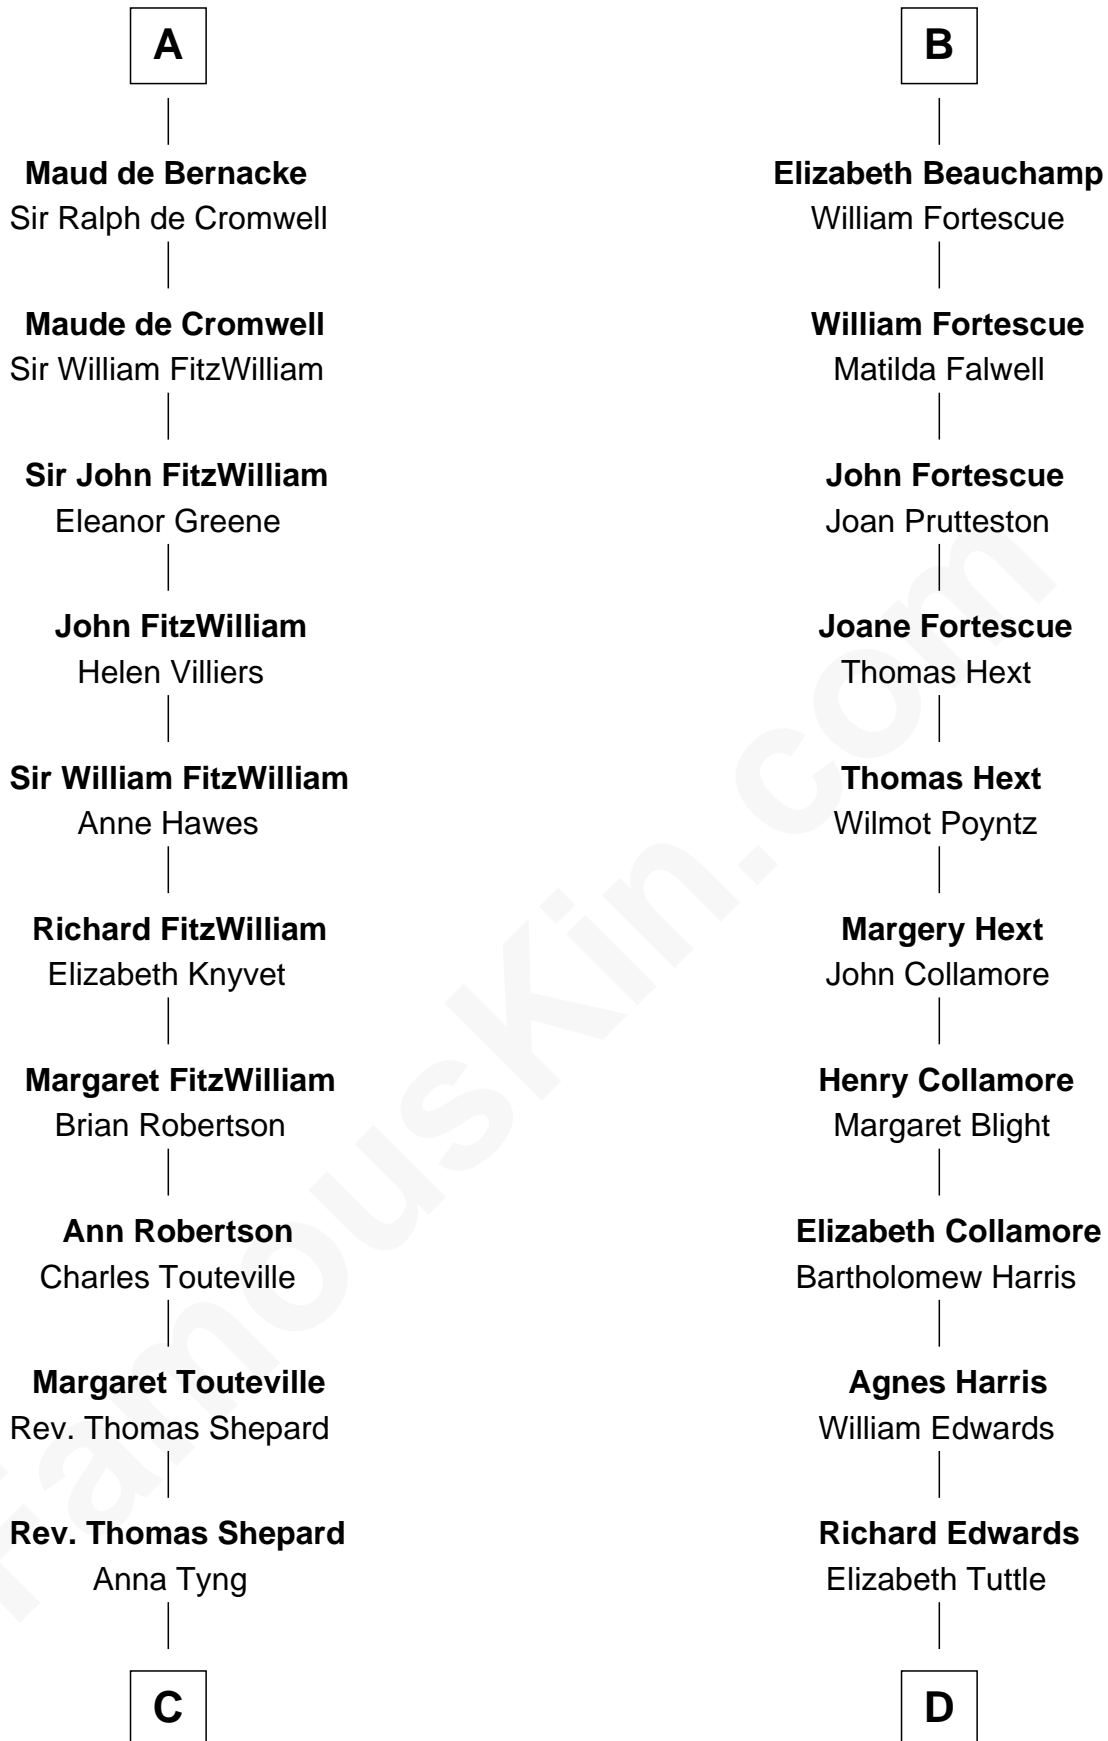 A
Maud de Bernacke
Sir Ralph de Cromwell
Maude de Cromwell
Sir William FitzWilliam
Sir John FitzWilliam
Eleanor Greene
John FitzWilliam
Helen Villiers
Sir William FitzWilliam
Anne Hawes
Richard FitzWilliam
Elizabeth Knyvet
Margaret FitzWilliam
Brian Robertson
Ann Robertson
Charles Touteville
Margaret Touteville
Rev. Thomas Shepard
Rev. Thomas Shepard
Anna Tyng
C
B
Elizabeth Beauchamp
William Fortescue
William Fortescue
Matilda Falwell
John Fortescue
Joan Prutteston
Joane Fortescue
Thomas Hext
Thomas Hext
Wilmot Poyntz
Margery Hext
John Collamore
Henry Collamore
Margaret Blight
Elizabeth Collamore
Bartholomew Harris
Agnes Harris
William Edwards
Richard Edwards
Elizabeth Tuttle
D
FamousKin.com